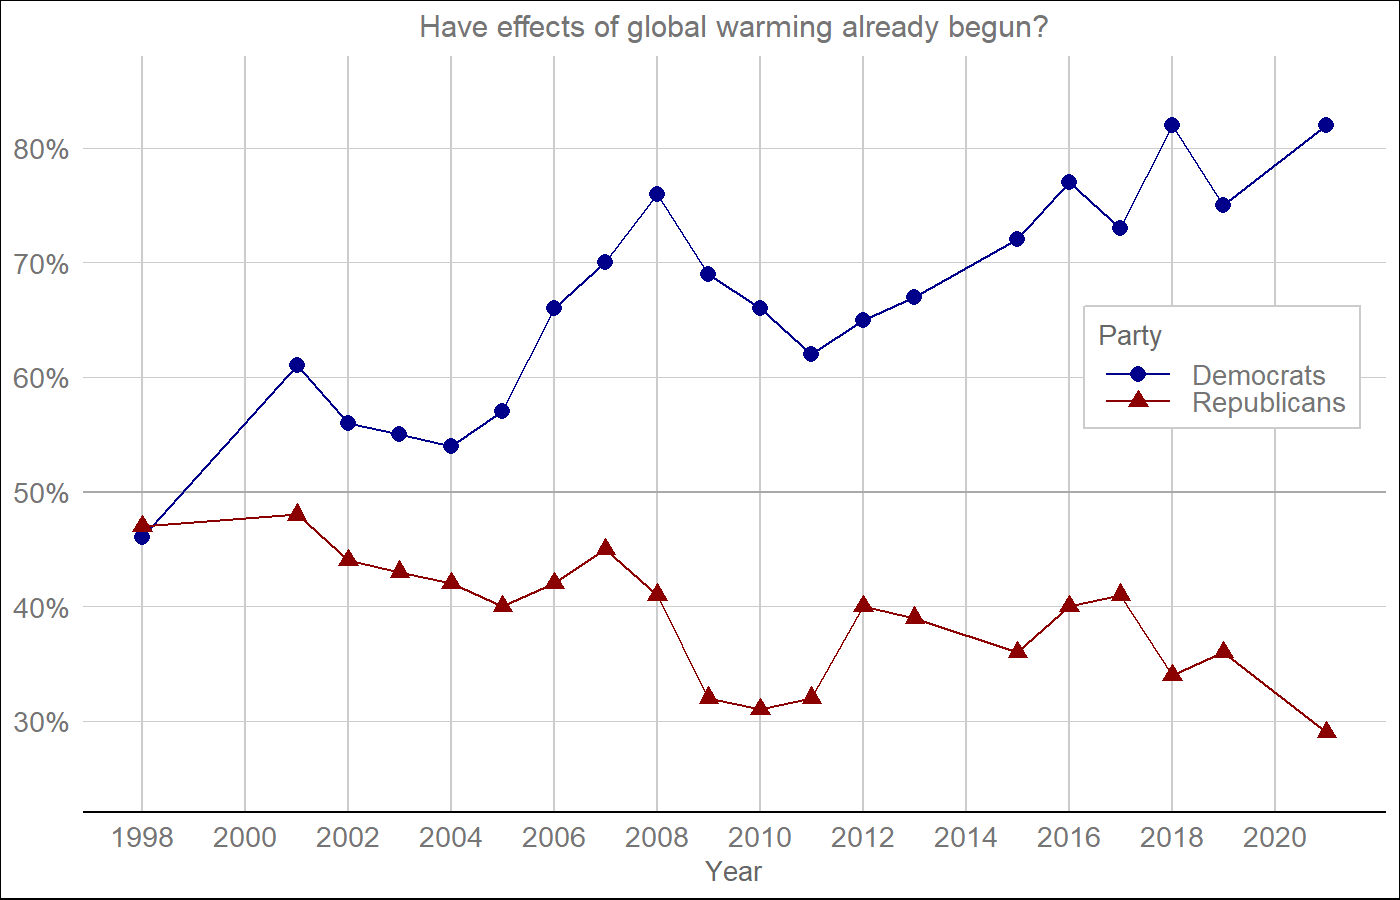 Have effects of global warming already begun?
80%
70%
60%
50%
40%
30%
Party
Democrats
Republicans
1998 2000 2002 2004 2006 2008 2010 2012 2014 2016 2018 2020
Year